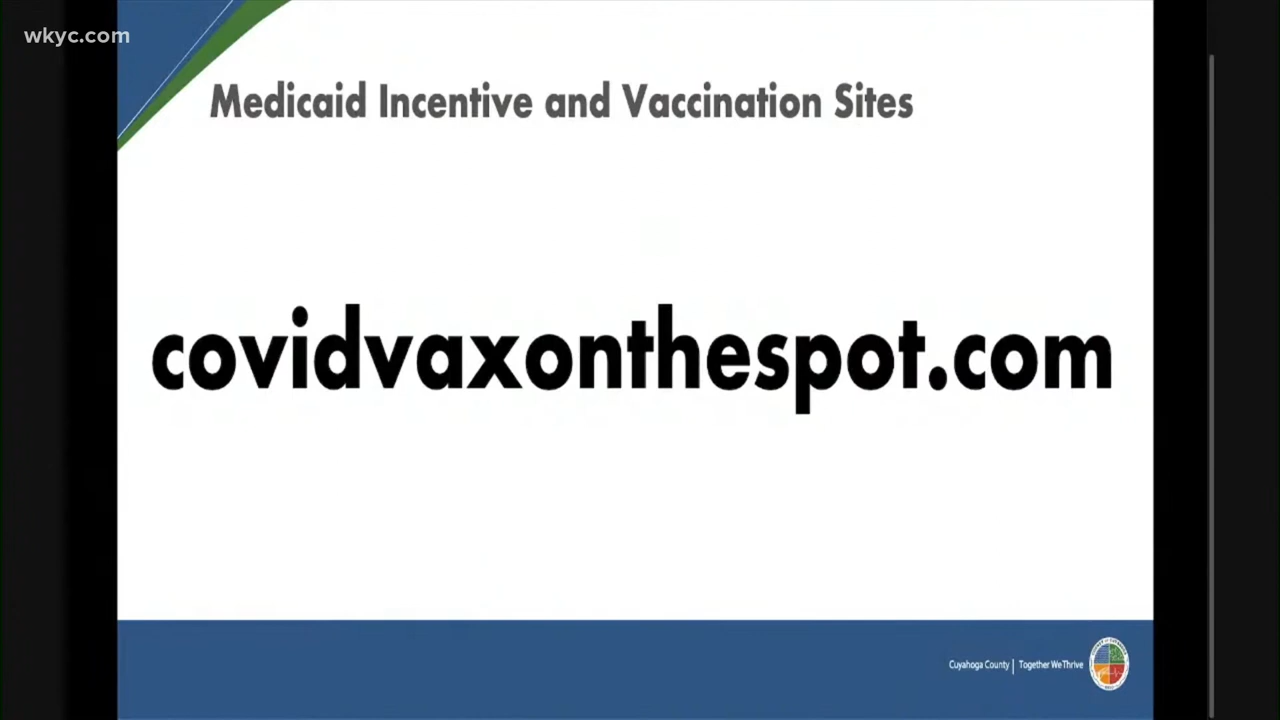 wkyc.com
Medicaid Incentive and Vaccination Sites
covidvaxonthespot.com
Cuyahoga County | Together We Thrive